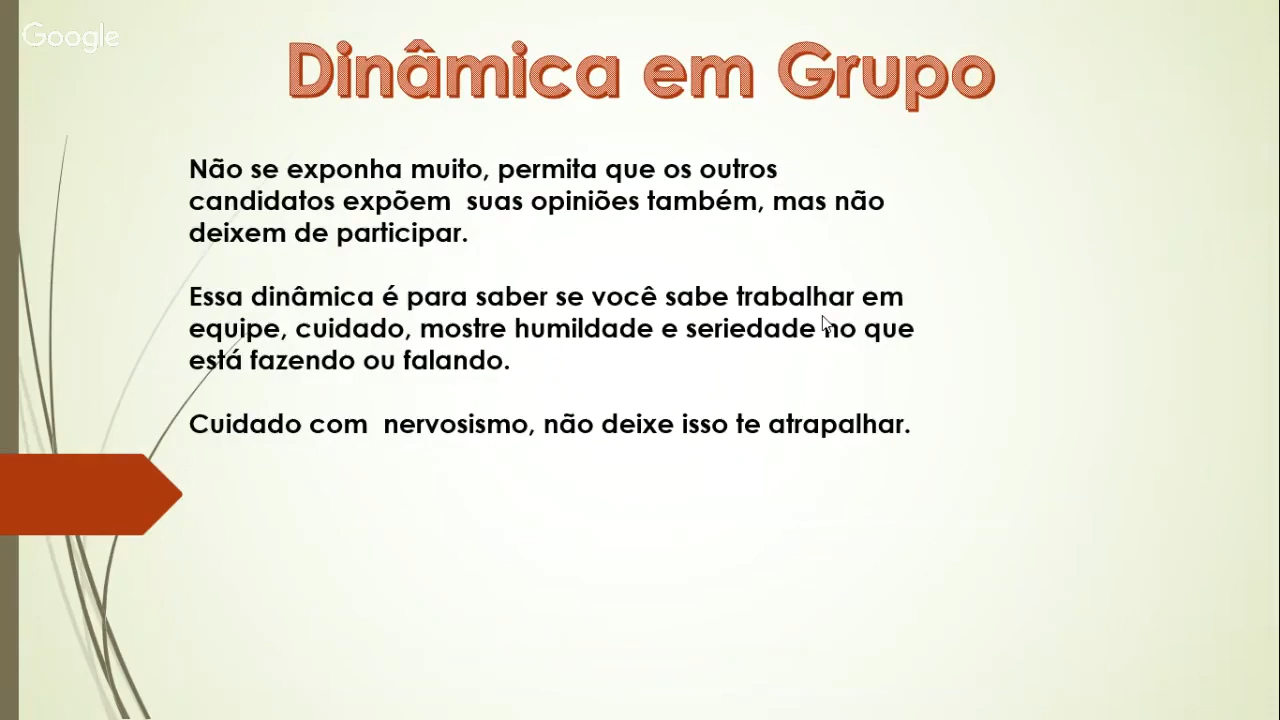 Google
Dinâmica em Grupo
Não se exponha muito, permita que os outros
candidatos expõem  suas opiniões também, mas não
deixem de participar.
Essa dinâmica é para saber se você sabe trabalhar em
equipe, cuidado, mostre humildade e seriedade no que
está fazendo ou falando.
Cuidado com  nervosismo, não deixe isso te atrapalhar.